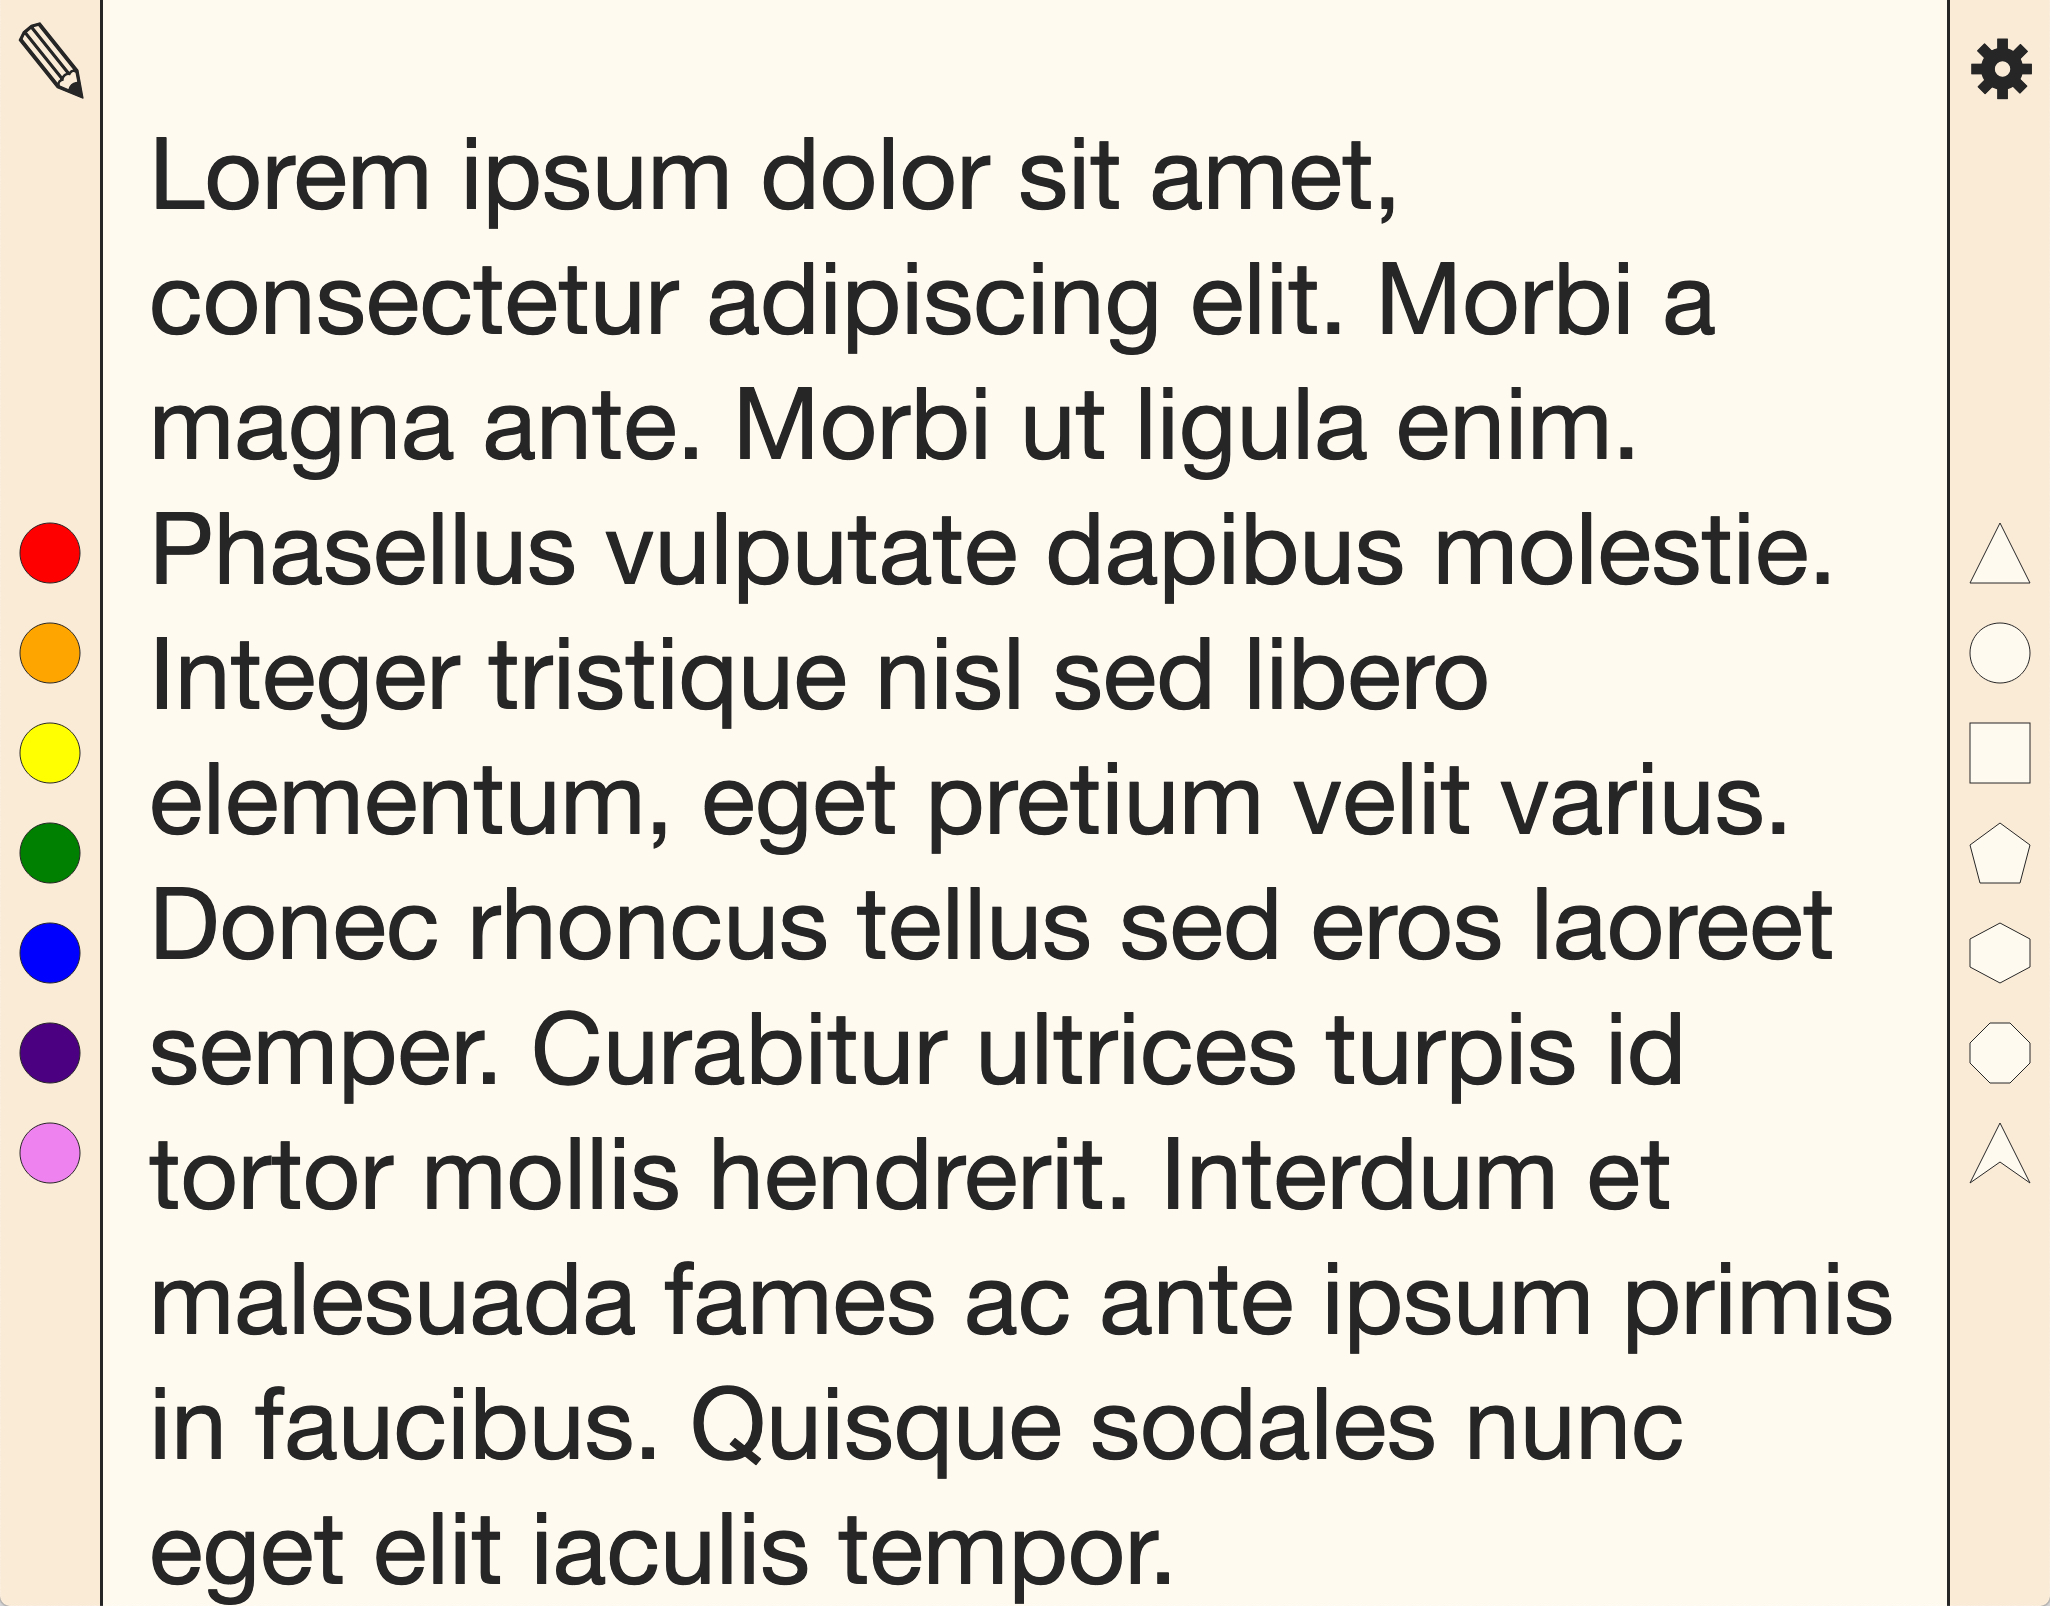 Lorem ipsum dolor sit amet,
consectetur adipiscing elit. Morbi a
magna ante. Morbi ut ligula enim.
Phasellus vulputate dapibus molestie.
Integer tristique nisl sed libero
elementum, eget pretium velit varius.
Donec rhoncus tellus sed eros laoreet
semper. Curabitur ultrices turpis id
tortor mollis hendrerit. Interdum et
malesuada fames ac ante ipsum primis
in faucibus. Quisque sodales nunc
eget elit iaculis tempor.